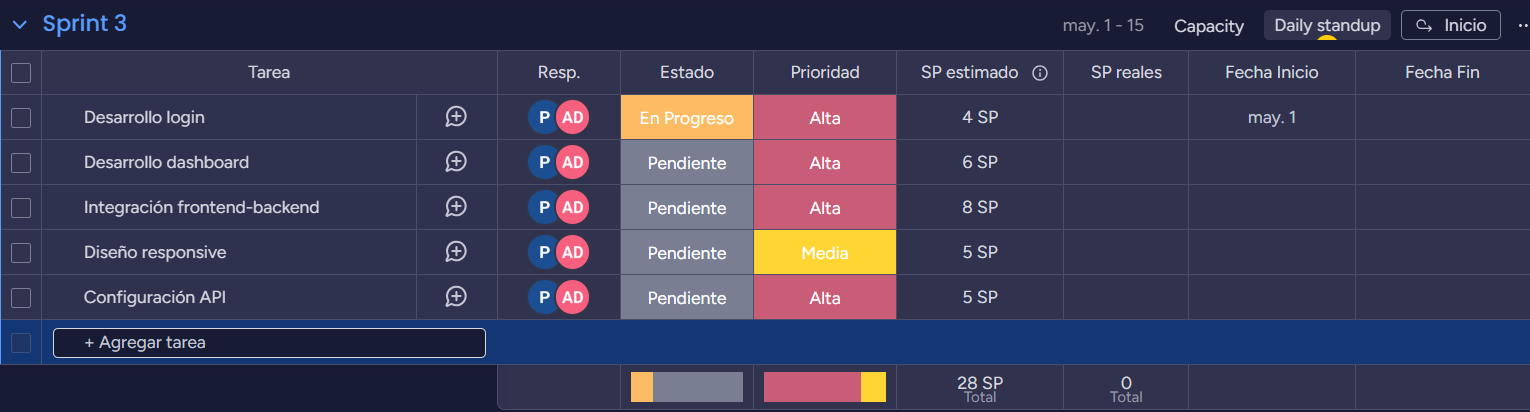 Sprint 3
may. 1 - 15 Capacity Daily standup Inicio
Tarea Resp. Estado Prioridad SP estimado SP reales Fecha Inicio Fecha Fin
Desarrollo login P AD En Progreso Alta 4 SP may. 1
Desarrollo dashboard P AD Pendiente Alta 6 SP
Integración frontend-backend P AD Pendiente Alta 8 SP
Diseño responsive P AD Pendiente Media 5 SP
Configuración API P AD Pendiente Alta 5 SP
+ Agregar tarea
28 SP 0
Total Total